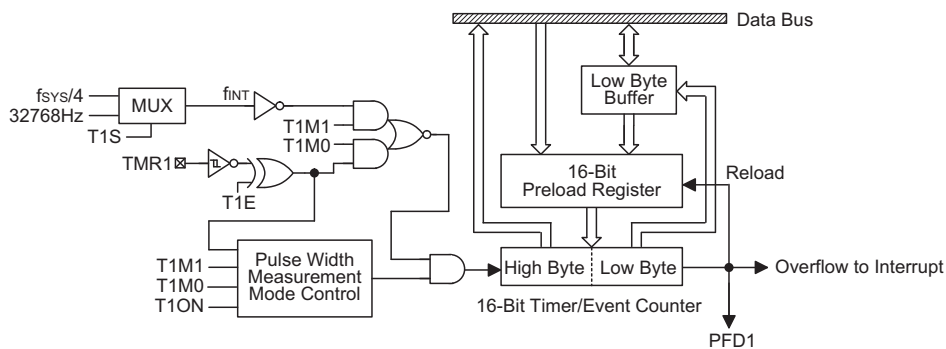 Data Bus
fSYS/4
32768Hz
MUX
T1S
fINT
T1M1
T1M0
TMR1
T1E
Low Byte
Buffer
16-Bit
Preload Register
Reload
T1M1
T1M0
T1ON
Pulse Width
Measurement
Mode Control
High Byte
Low Byte
16-Bit Timer/Event Counter
Overflow to Interrupt
PFD1